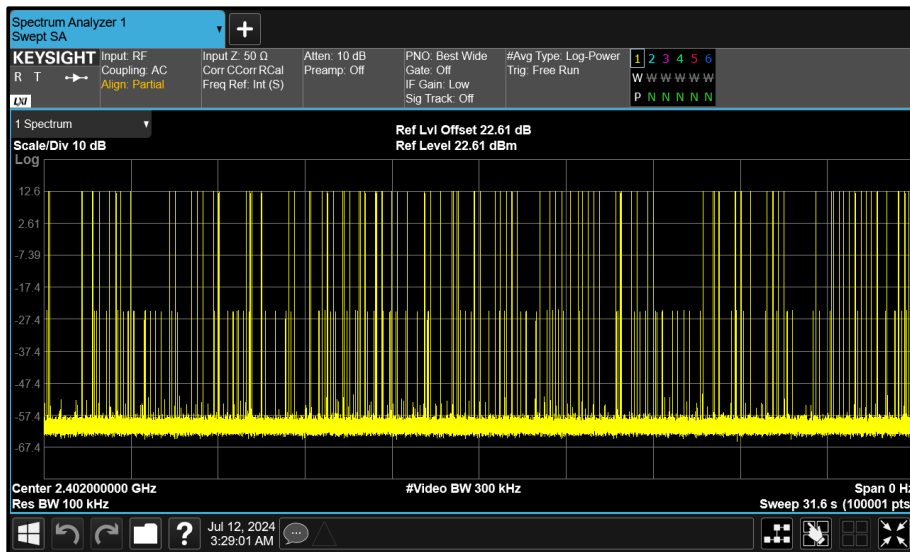 Spectrum Analyzer 1
Swept SA
KEYSIGHT
R T
LXI
Input: RF
Coupling: AC
Align: Partial
Input Z: 50 Ω
Corr CCorr RCal
Freq Ref: Int (S)
Atten: 10 dB
Preamp: Off
PNO: Best Wide
Gate: Off
IF Gain: Low
Sig Track: Off
#Avg Type: Log-Power
Trig: Free Run
1 2 3 4 5 6
W W W W W W
P N N N N N
1 Spectrum
Scale/Div 10 dB
Ref Lvl Offset 22.61 dB
Ref Level 22.61 dBm
Log
12.6
2.61
-7.39
-17.4
-27.4
-37.4
-47.4
-57.4
-67.4
Center 2.402000000 GHz
#Video BW 300 kHz
Span 0 Hz
Res BW 100 kHz
Sweep 31.6 s (100001 pts
Jul 12, 2024
3:29:01 AM